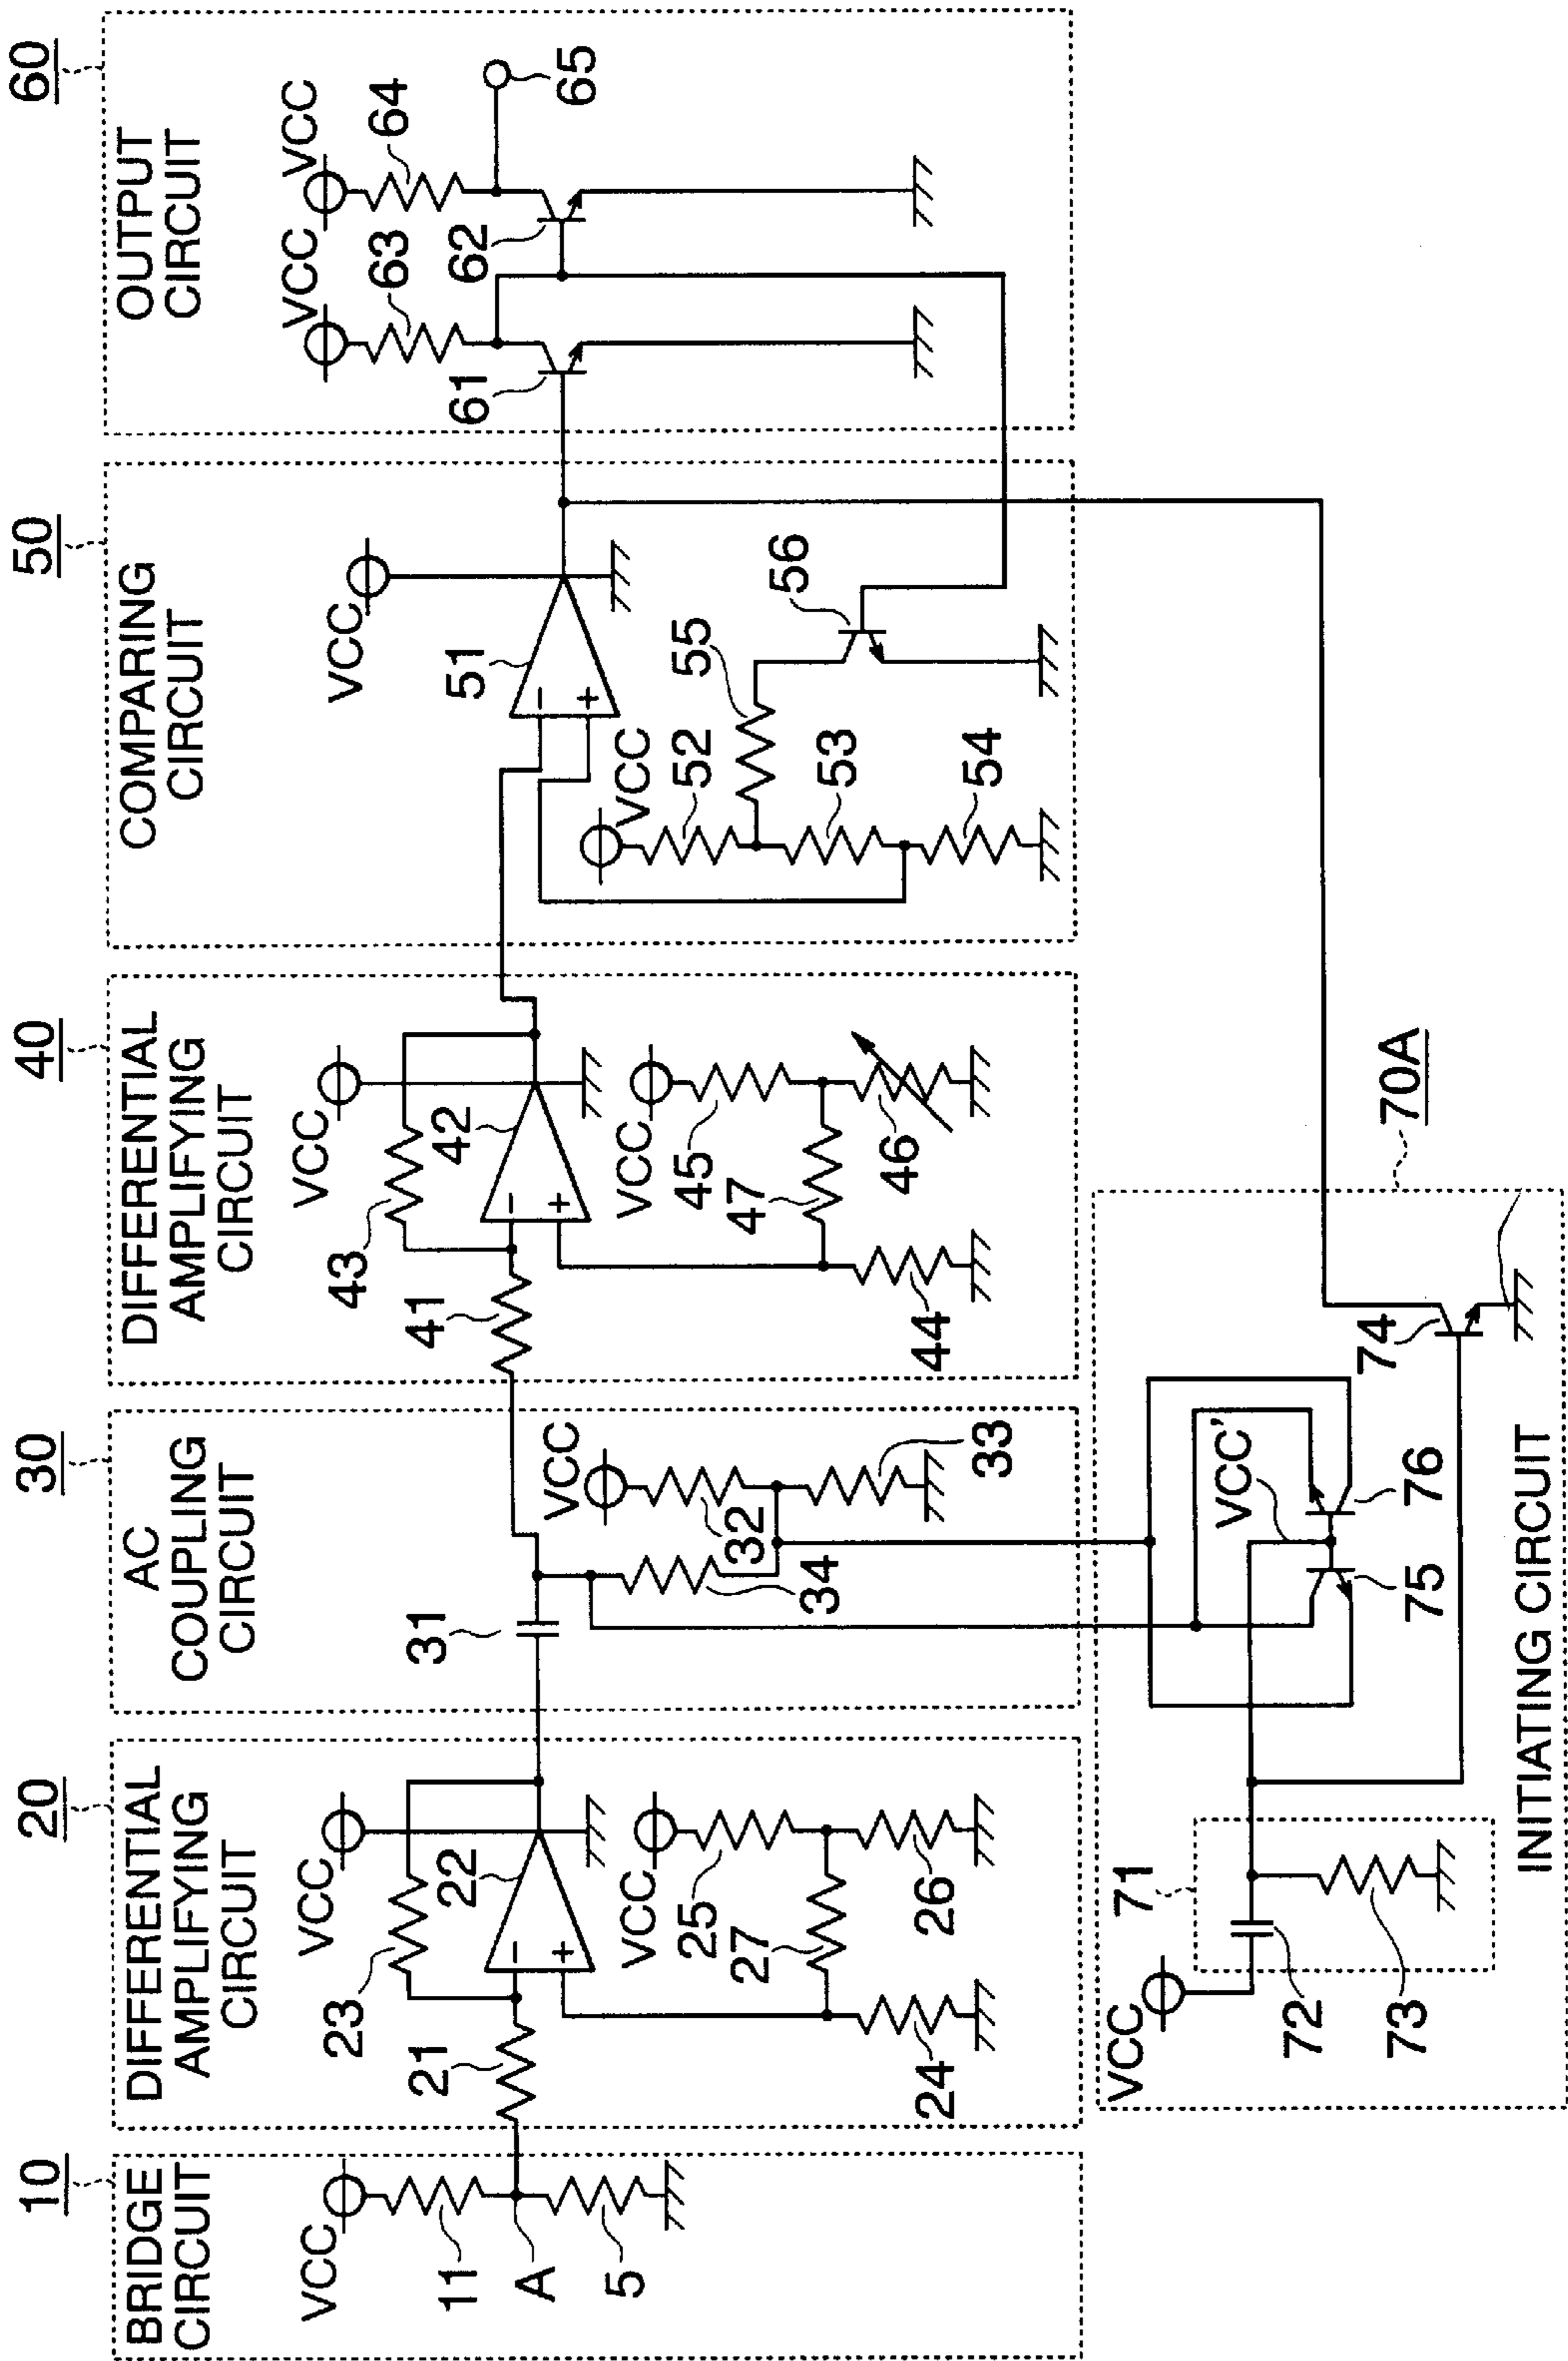 10
BRIDGE
CIRCUIT
VCC
11
A
5
20
DIFFERENTIAL
AMPLIFYING
CIRCUIT
VCC
23
22
21
-
+
VCC
25
27
26
24
30
AC
COUPLING
CIRCUIT
31
VCC
32
33
34
40
DIFFERENTIAL
AMPLIFYING
CIRCUIT
VCC
43
42
41
-
+
VCC
45
47
46
44
50
COMPARING
CIRCUIT
VCC
51
-
+
VCC
52
55
53
54
56
60
OUTPUT
CIRCUIT
VCC
VCC
63
64
61
62
65
70A
VCC
71
72
73
VCC'
75
76
74
INITIATING CIRCUIT